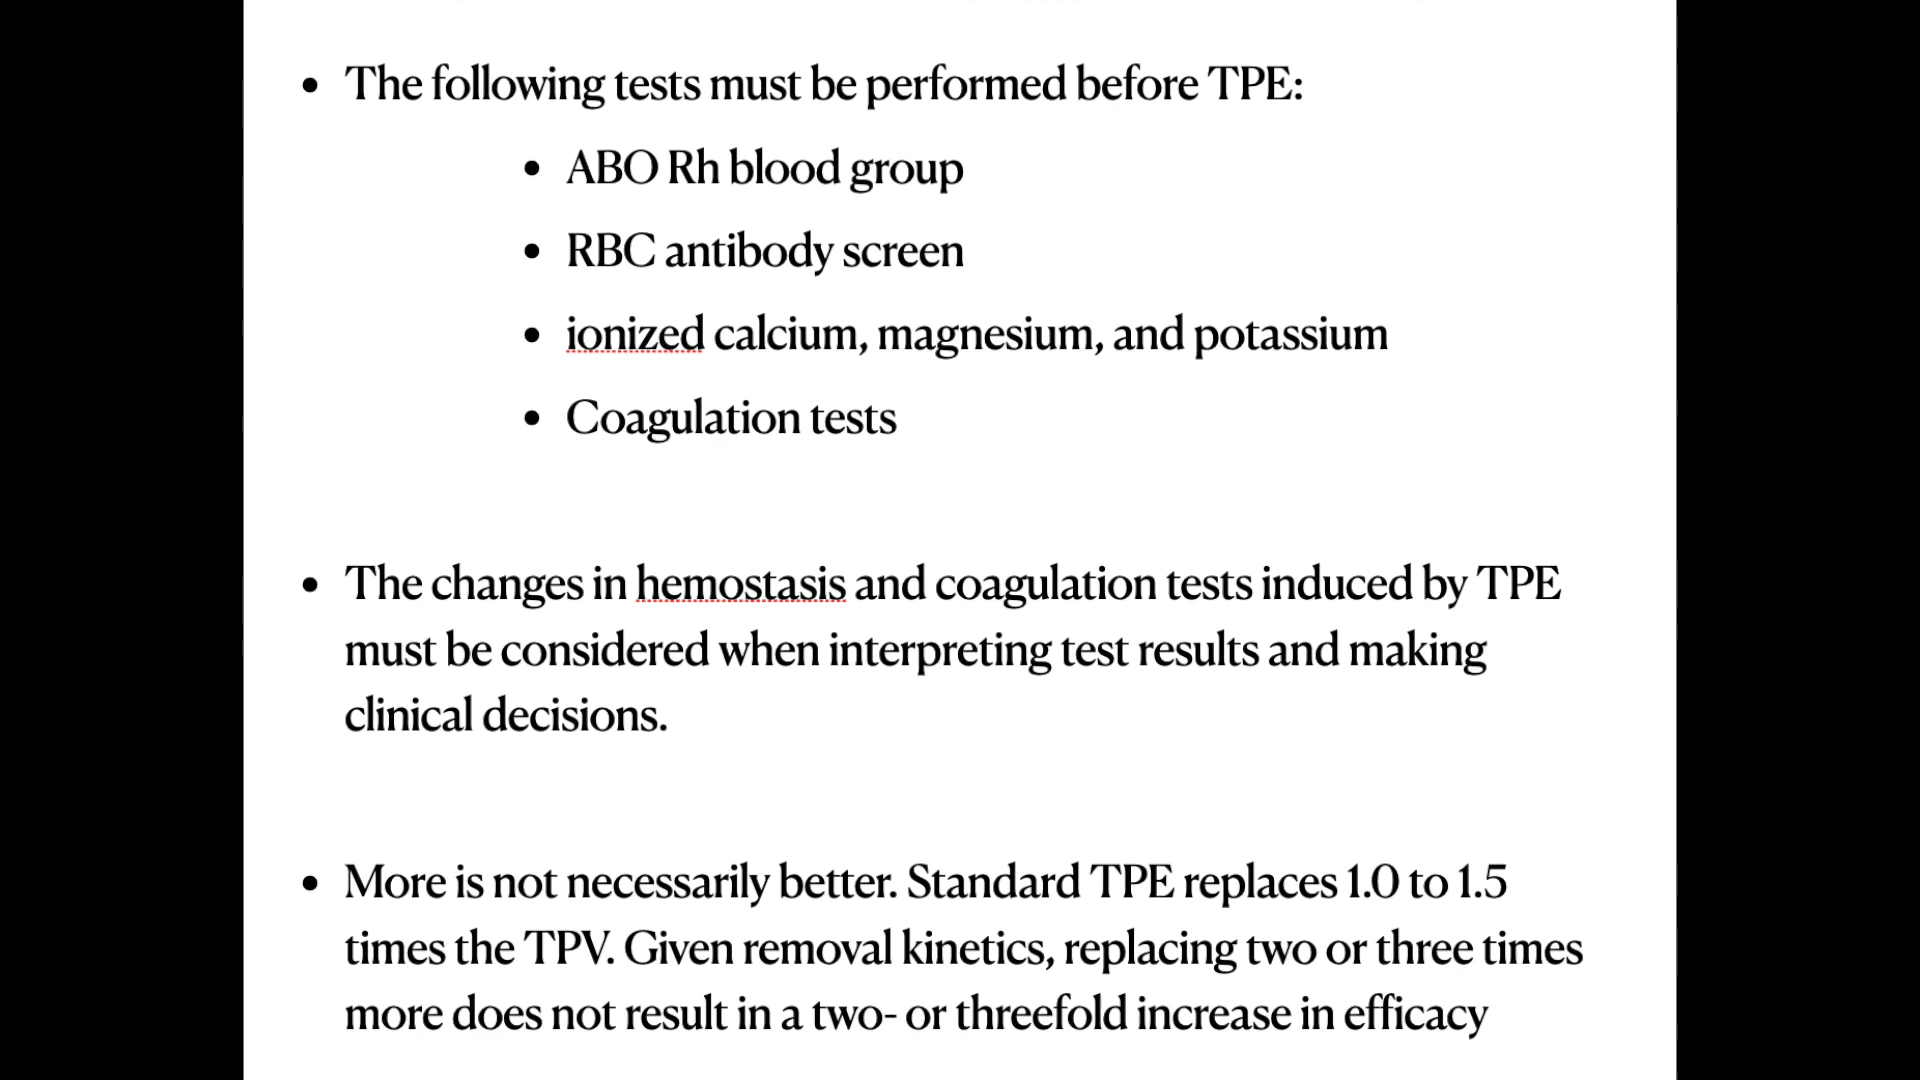 • The following tests must be performed before TPE:
• ABO Rh blood group
• RBC antibody screen
• ionized calcium, magnesium, and potassium
• Coagulation tests
• The changes in hemostasis and coagulation tests induced by TPE
must be considered when interpreting test results and making
clinical decisions.
• More is not necessarily better. Standard TPE replaces 1.0 to 1.5
times the TPV. Given removal kinetics, replacing two or three times
more does not result in a two- or threefold increase in efficacy